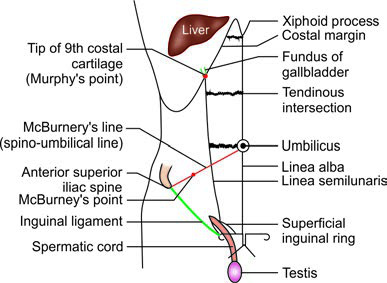 Liver
Tip of 9th costal
cartilage
(Murphy's point)
McBurnery's line
(spino-umbilical line)
Anterior superior
iliac spine
McBurney's point
Inguinal ligament
Spermatic cord
Xiphoid process
Costal margin
Fundus of
gallbladder
Tendinous
intersection
Umbilicus
Linea alba
Linea semilunaris
Superficial
inguinal ring
Testis